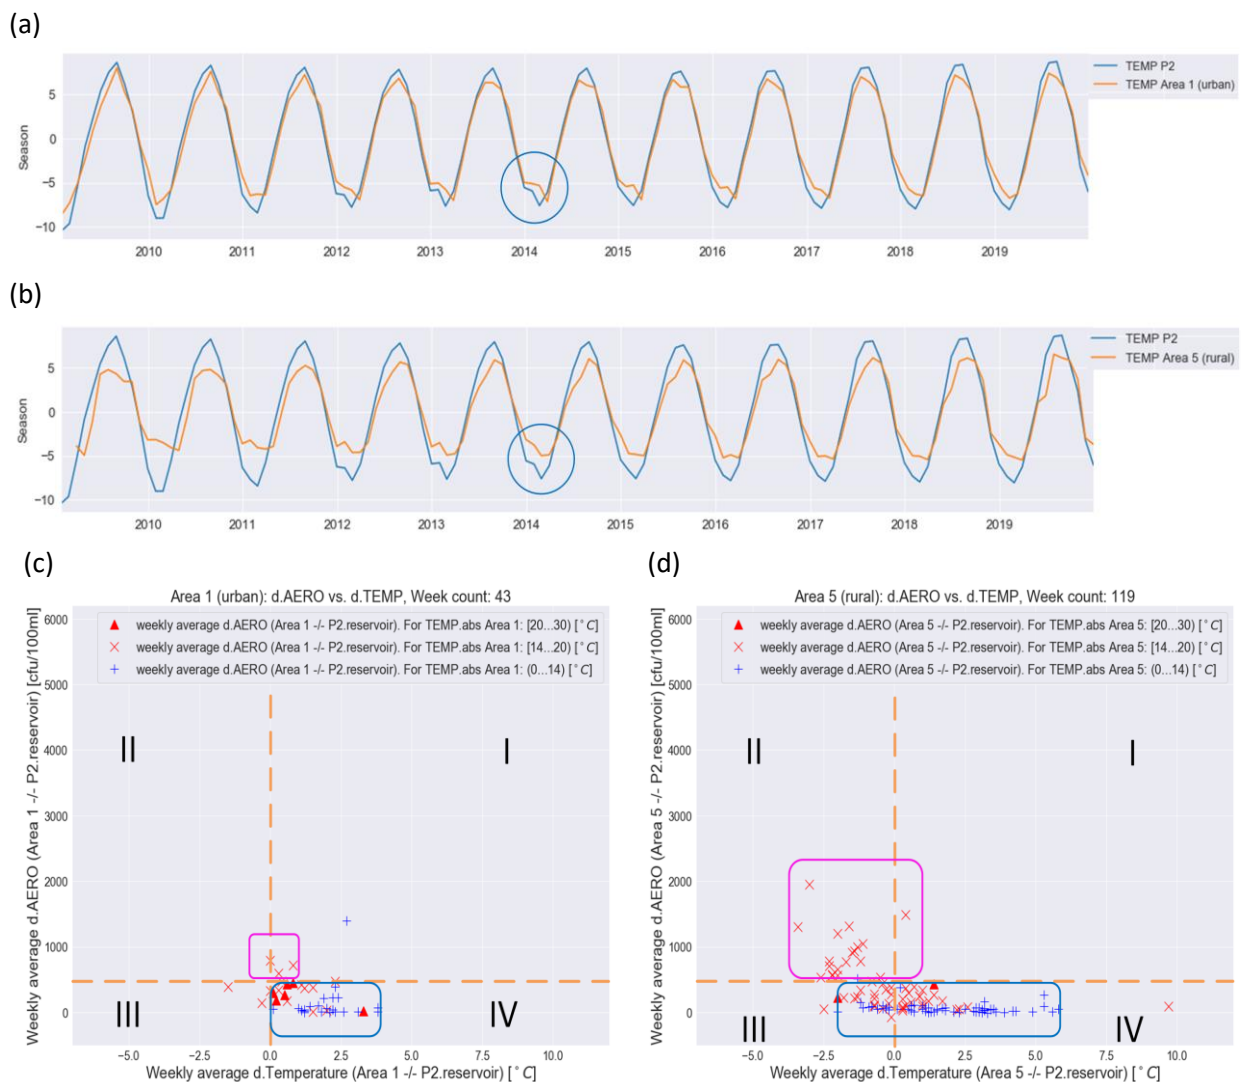 (a)
TEMP P2
TEMP Area 1 (urban)
Season
5
0
−5
−10
2010 2011 2012 2013 2014 2015 2016 2017 2018 2019
(b)
TEMP P2
TEMP Area 5 (rural)
Season
5
0
−5
−10
2010 2011 2012 2013 2014 2015 2016 2017 2018 2019
(c)
Area 1 (urban): d.AERO vs. d.TEMP, Week count: 43
weekly average d.AERO (Area 1 -/- P2.reservoir). For TEMP.abs Area 1: [20...30) [°C]
weekly average d.AERO (Area 1 -/- P2.reservoir). For TEMP.abs Area 1: [14...20) [°C]
weekly average d.AERO (Area 1 -/- P2.reservoir). For TEMP.abs Area 1: (0...14) [°C]
Weekly average d.AERO (Area 1 -/- P2.reservoir) [cfu/100ml]
6000
5000
4000
3000
2000
1000
0
II
I
III
IV
−5.0 −2.5 0.0 2.5 5.0 7.5 10.0
Weekly average d.Temperature (Area 1 -/- P2.reservoir) [°C]
(d)
Area 5 (rural): d.AERO vs. d.TEMP, Week count: 119
weekly average d.AERO (Area 5 -/- P2.reservoir). For TEMP.abs Area 5: [20...30) [°C]
weekly average d.AERO (Area 5 -/- P2.reservoir). For TEMP.abs Area 5: [14...20) [°C]
weekly average d.AERO (Area 5 -/- P2.reservoir). For TEMP.abs Area 5: (0...14) [°C]
Weekly average d.AERO (Area 5 -/- P2.reservoir) [cfu/100ml]
6000
5000
4000
3000
2000
1000
0
II
I
III
IV
−5.0 −2.5 0.0 2.5 5.0 7.5 10.0
Weekly average d.Temperature (Area 5 -/- P2.reservoir) [°C]